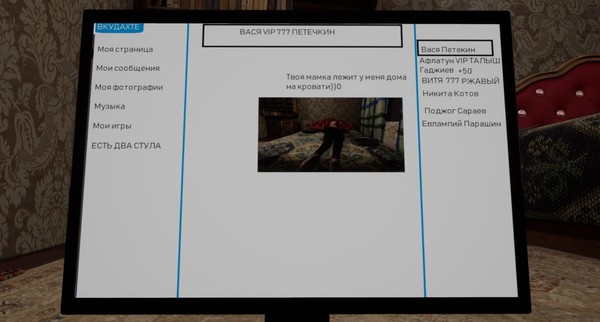 ВКУДАХТЕ
Моя страница
Мои сообщения
Моя фотографии
Музыка
Мои игры
ЕСТЬ ДВА СТУЛА
ВАСЯ VIP 777 ПЕТЕЧКИН
Твоя мамка лежит у меня дома
на кровати))0
Вася Петекин
Афлатун VIP ТАЛЫШ
Гаджиев +50
ВИТЯ 777 РЖАВЫЙ
Никита Котов
Поджог Сараев
Евлампий Парашин